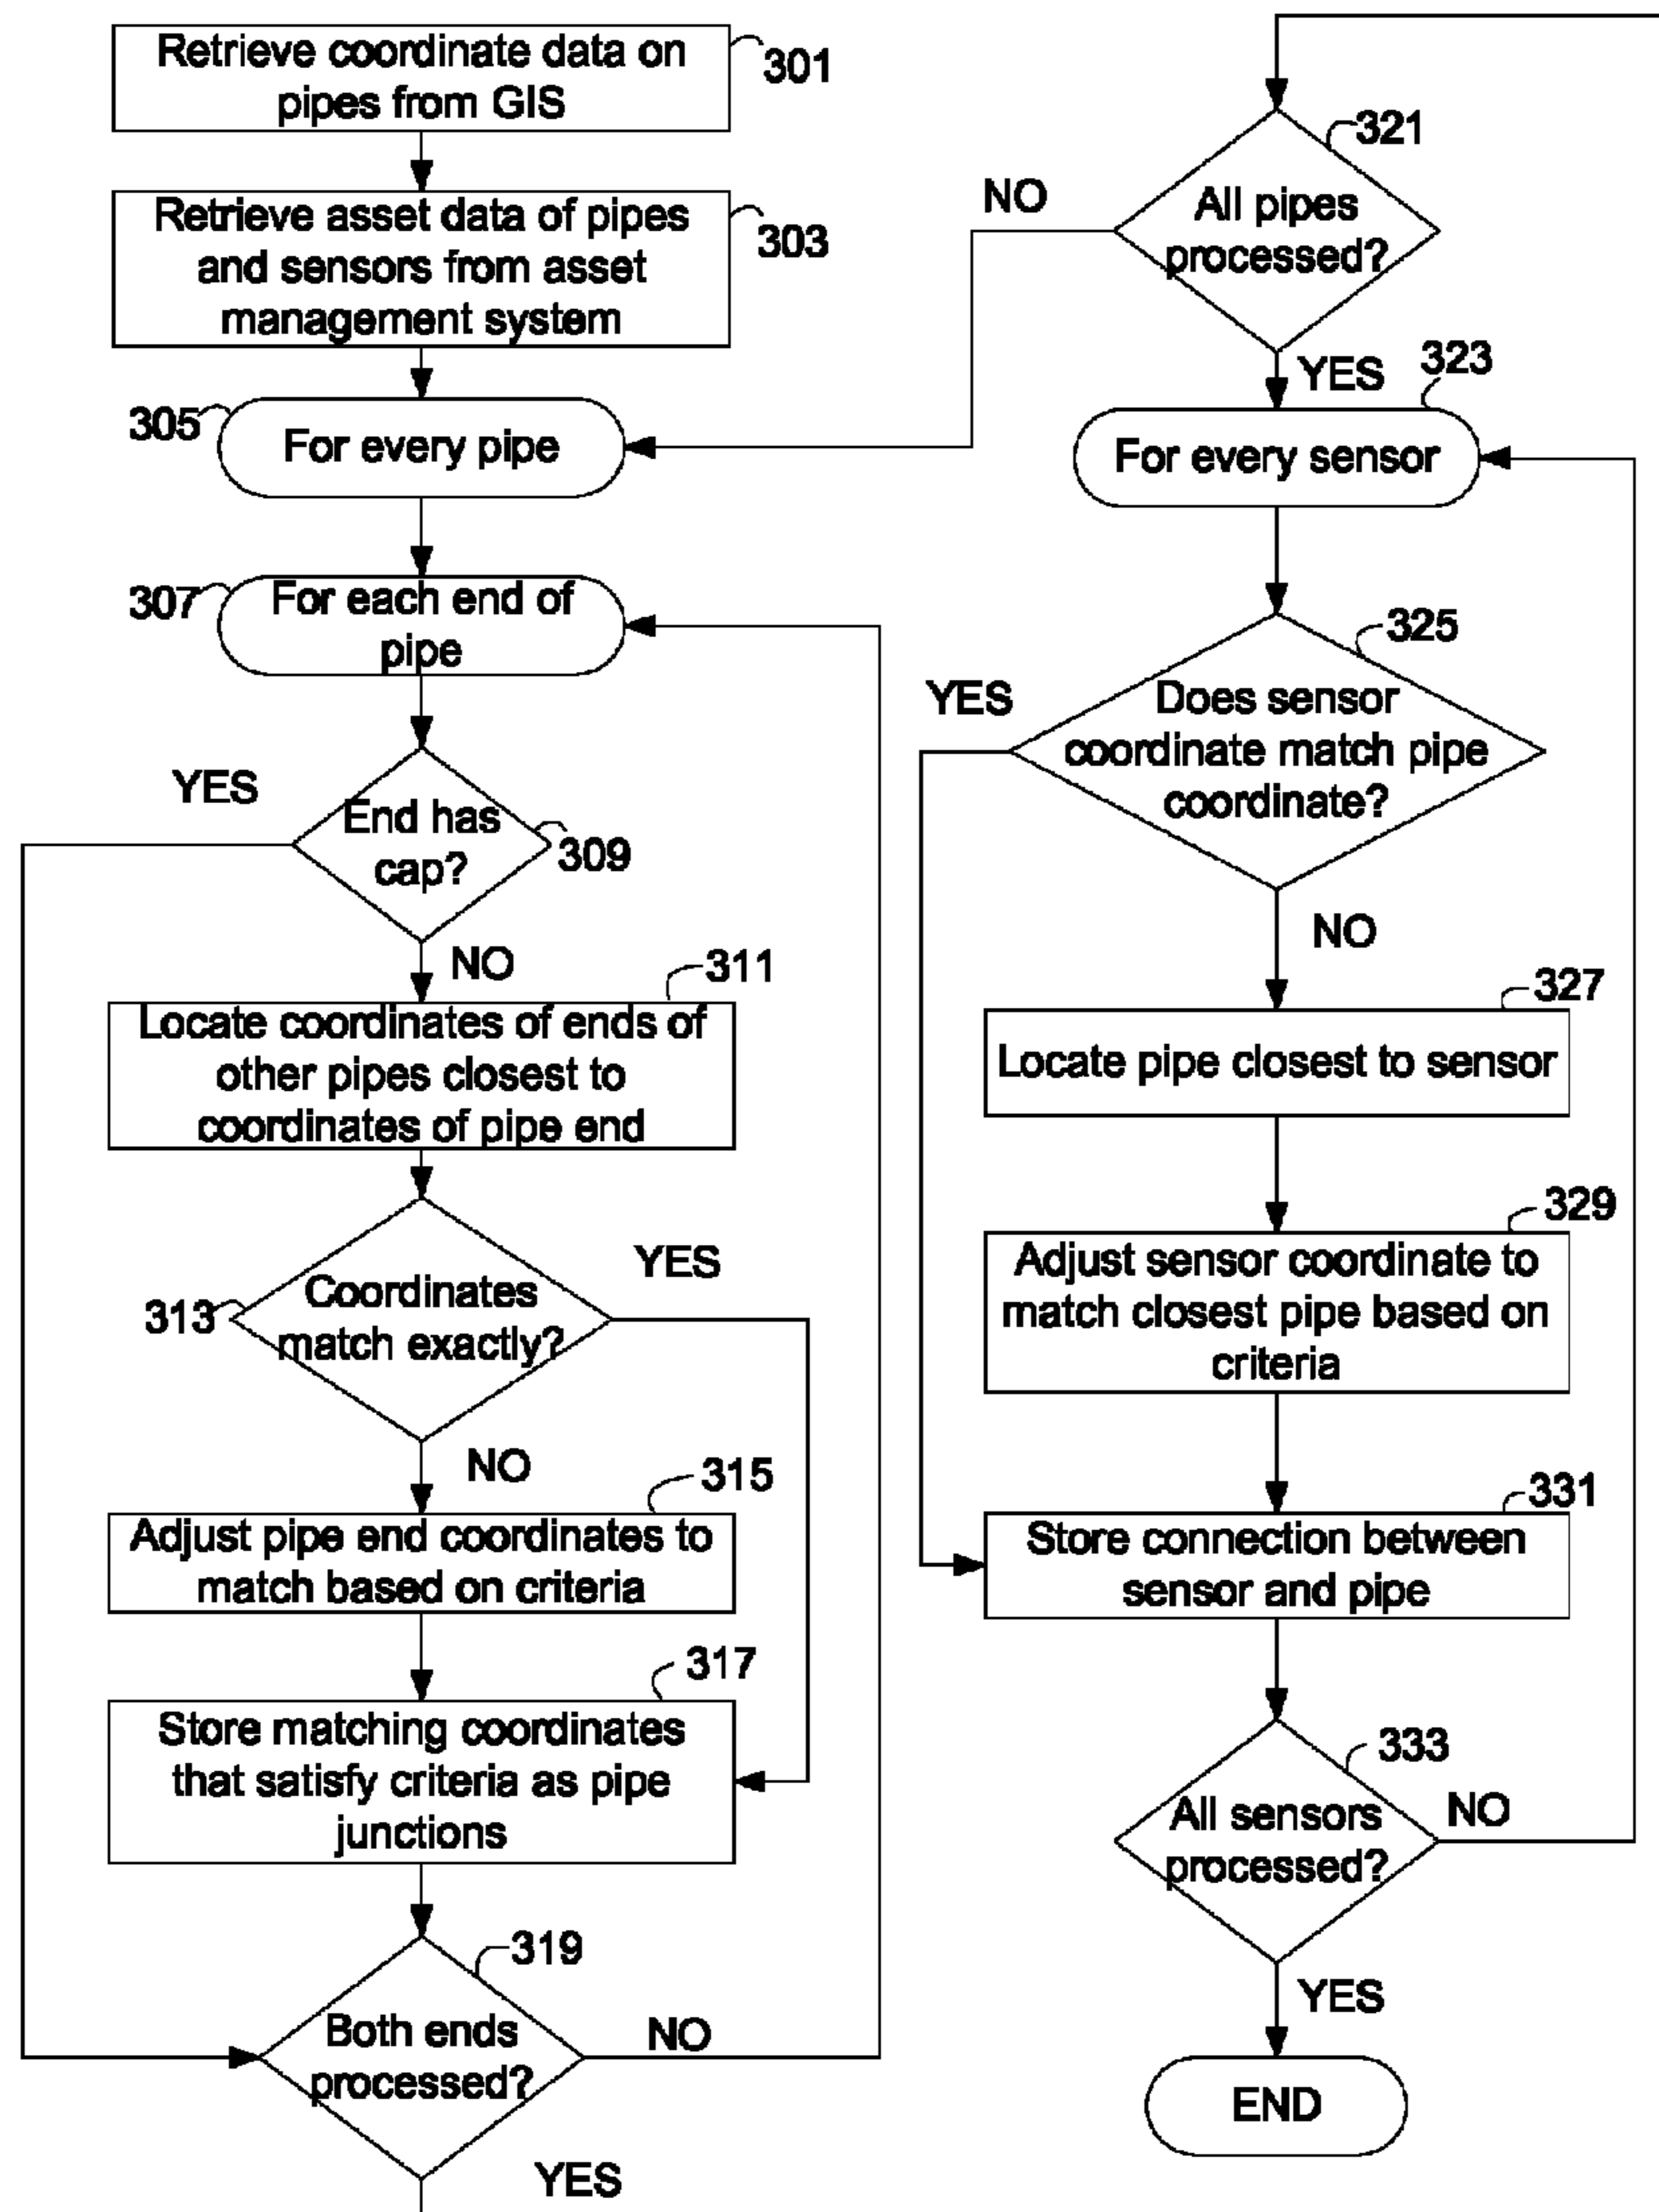 Retrieve coordinate data on
pipes from GIS
301
Retrieve asset data of pipes
and sensors from asset
management system
303
305
For every pipe
307
For each end of
pipe
YES
End has
cap?
309
NO
311
Locate coordinates of ends of
other pipes closest to
coordinates of pipe end
313
Coordinates
match exactly?
YES
NO
315
Adjust pipe end coordinates to
match based on criteria
317
Store matching coordinates
that satisfy criteria as pipe
junctions
319
Both ends
processed?
NO
YES
321
All pipes
processed?
NO
YES
323
For every sensor
325
Does sensor
coordinate match pipe
coordinate?
YES
NO
327
Locate pipe closest to sensor
329
Adjust sensor coordinate to
match closest pipe based on
criteria
331
Store connection between
sensor and pipe
333
All sensors
processed?
NO
YES
END